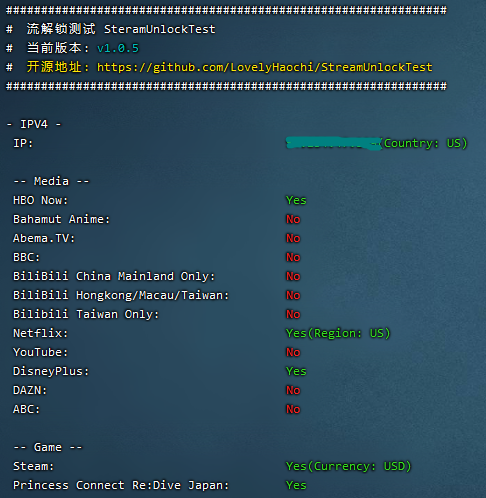 ###############################################################
# 流解锁测试 SteramUnlockTest
# 当前版本: v1.0.5
# 开源地址: https://github.com/LovelyHaochi/StreamUnlockTest
###############################################################
- IPV4 -
IP: (Country: US)
-- Media --
HBO Now: Yes
Bahamut Anime: No
Abema.TV: No
BBC: No
BiliBili China Mainland Only: No
BiliBili Hongkong/Macau/Taiwan: No
Bilibili Taiwan Only: No
Netflix: Yes(Region: US)
YouTube: No
DisneyPlus: Yes
DAZN: No
ABC: No
-- Game --
Steam: Yes(Currency: USD)
Princess Connect Re:Dive Japan: Yes